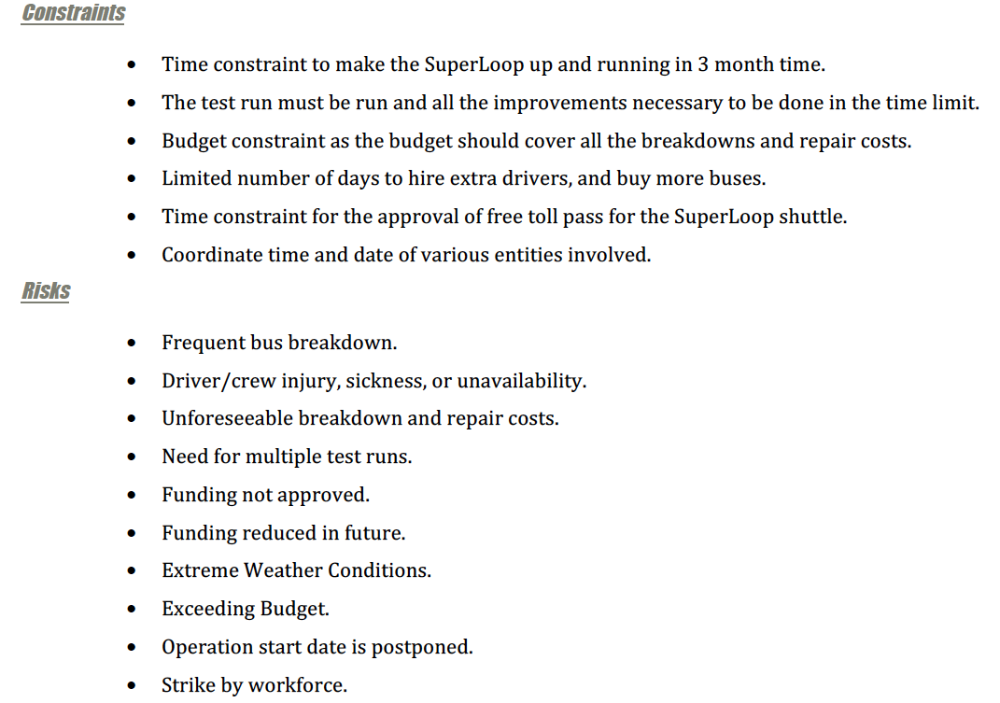 Constraints
• Time constraint to make the SuperLoop up and running in 3 month time.
• The test run must be run and all the improvements necessary to be done in the time limit.
• Budget constraint as the budget should cover all the breakdowns and repair costs.
• Limited number of days to hire extra drivers, and buy more buses.
• Time constraint for the approval of free toll pass for the SuperLoop shuttle.
• Coordinate time and date of various entities involved.
Risks
• Frequent bus breakdown.
• Driver/crew injury, sickness, or unavailability.
• Unforeseeable breakdown and repair costs.
• Need for multiple test runs.
• Funding not approved.
• Funding reduced in future.
• Extreme Weather Conditions.
• Exceeding Budget.
• Operation start date is postponed.
• Strike by workforce.